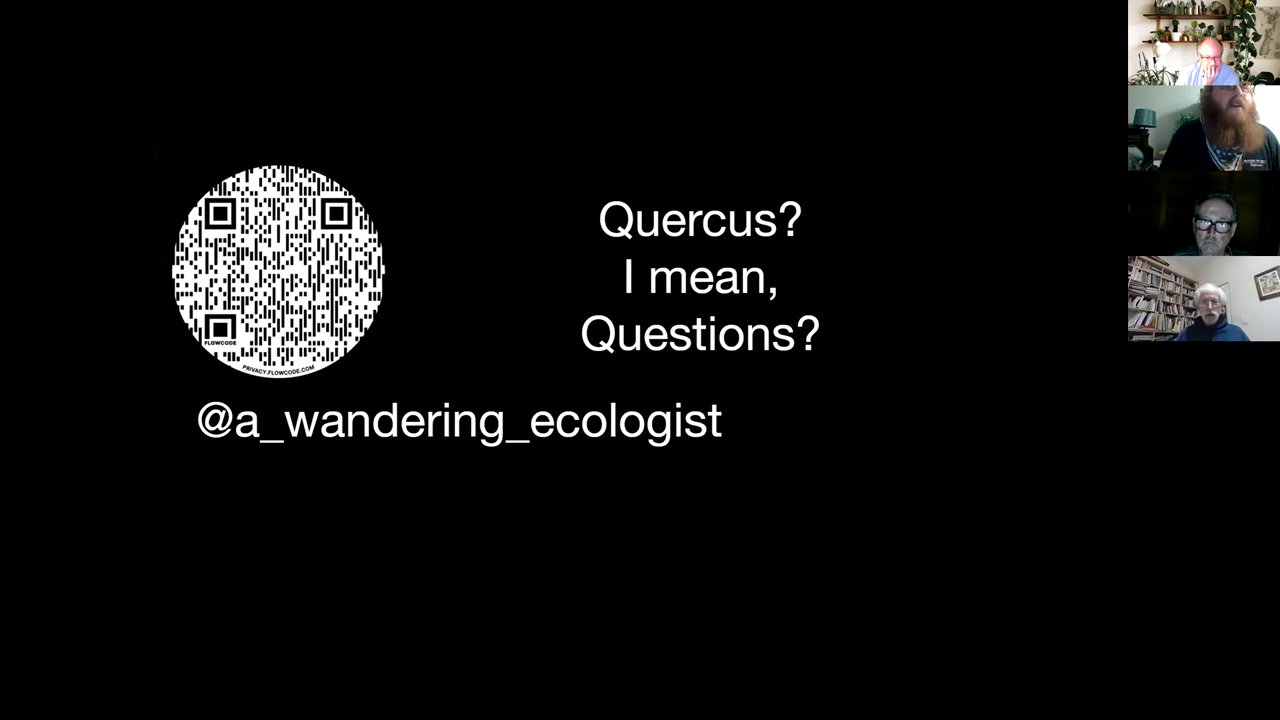 Quercus?
I mean,
Questions?
FLOWCODE
PRIVACY.FLOWCODE.COM
@a_wandering_ecologist